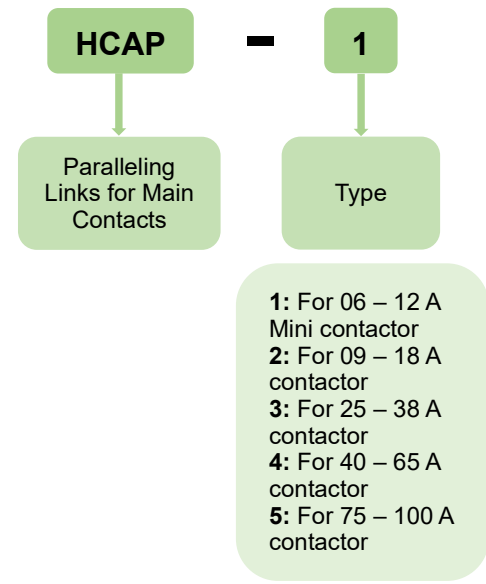 HCAP - 1
Paralleling
Links for Main
Contacts
Type
1: For 06 – 12 A
Mini contactor
2: For 09 – 18 A
contactor
3: For 25 – 38 A
contactor
4: For 40 – 65 A
contactor
5: For 75 – 100 A
contactor